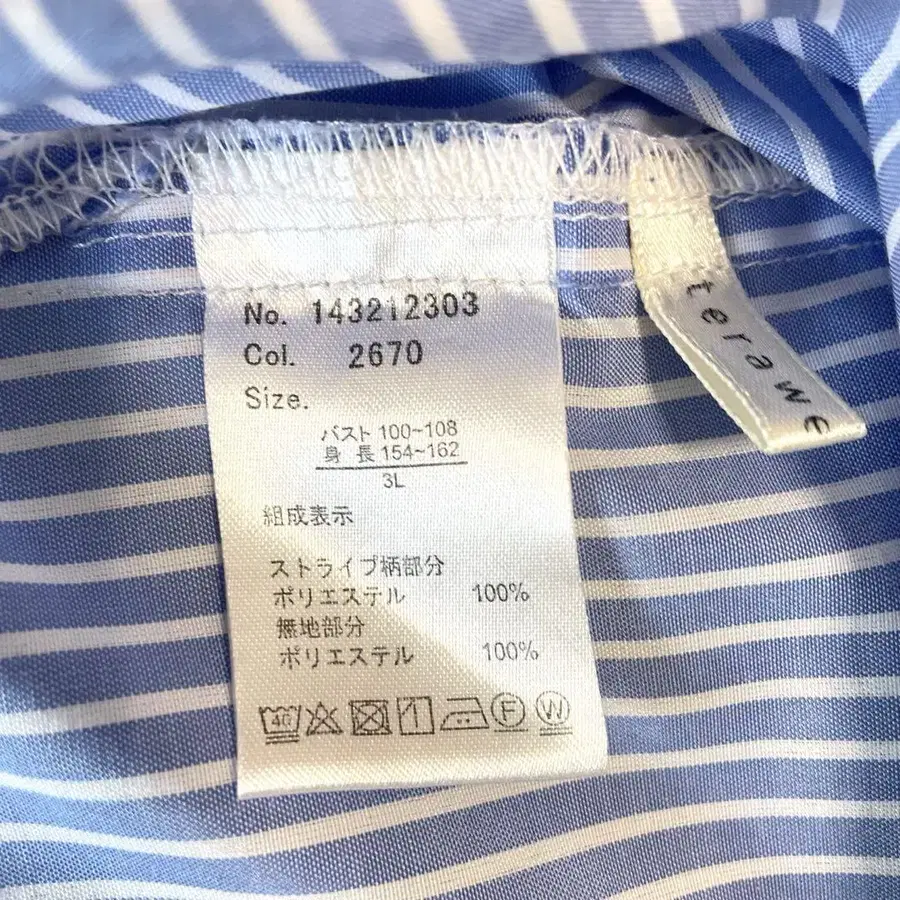 No. 143212303
Col. 2670
Size.
バスト 100~108
身 長 154~162
3L
組成表示
ストライプ柄部分
ポリエステル 100%
無地部分
ポリエステル 100%
40
F
W
terawe